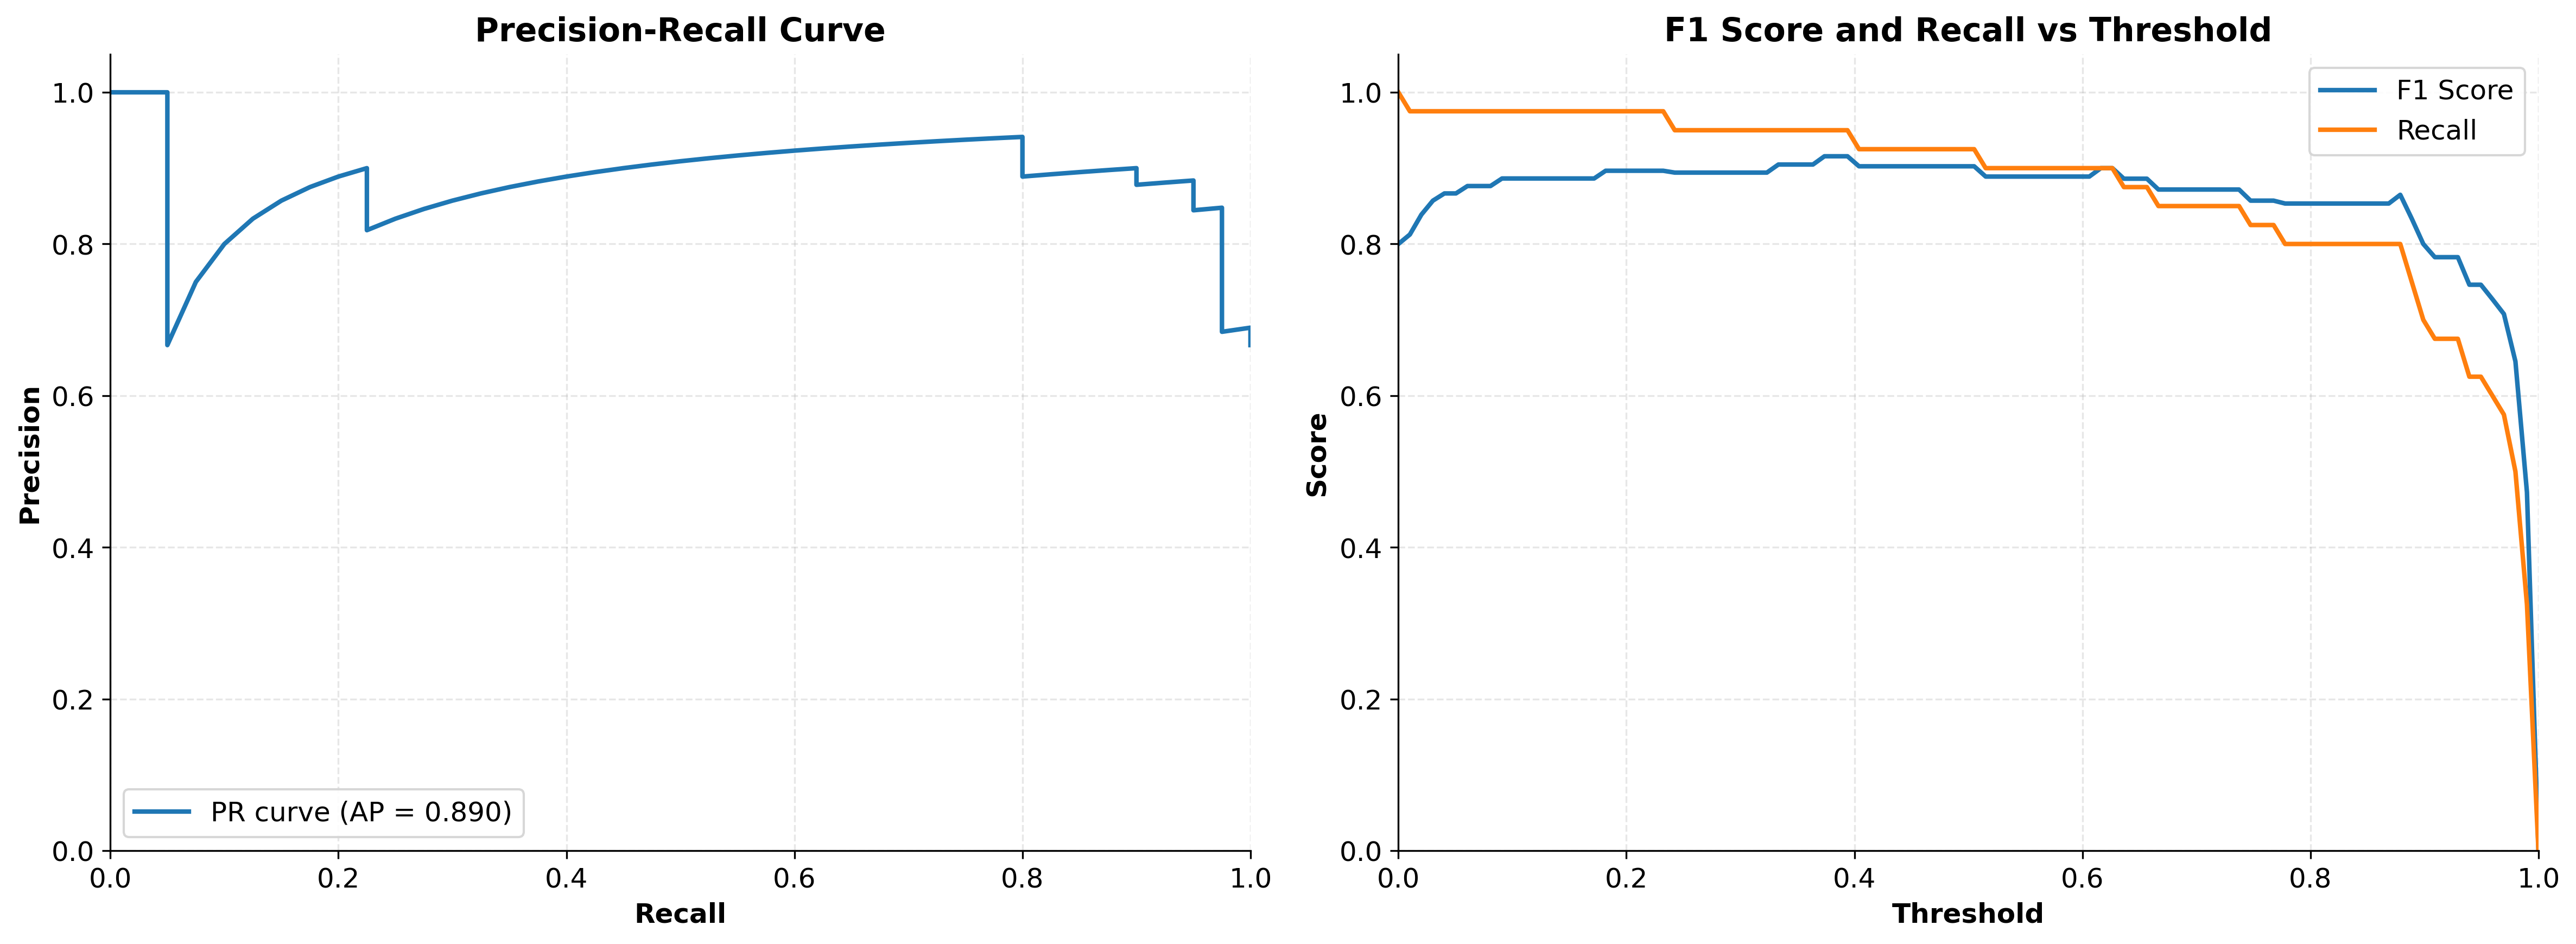 Precision-Recall Curve
Precision
1.0
0.8
0.6
0.4
0.2
0.0
PR curve (AP = 0.890)
0.0 0.2 0.4 0.6 0.8 1.0
Recall
F1 Score and Recall vs Threshold
Score
1.0
0.8
0.6
0.4
0.2
0.0
F1 Score
Recall
0.0 0.2 0.4 0.6 0.8 1.0
Threshold